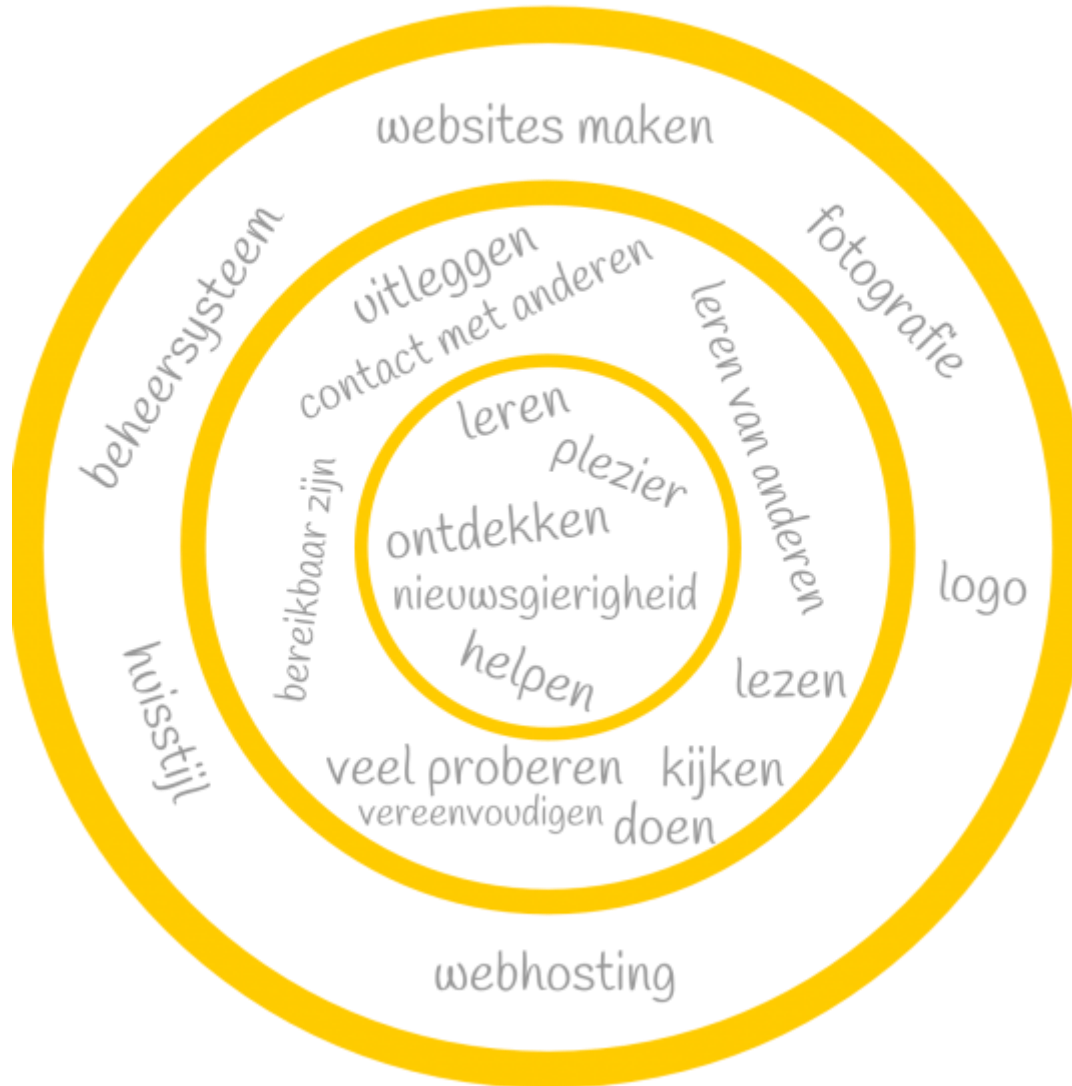 websites maken
fotografie
beheersysteem
uitleggen
contact met anderen
leren van anderen
leren
plezier
bereikbaar zijn
ontdekken
nieuwsgierigheid
logo
helpen
lezen
huisstijl
veel proberen
kijken
vereenvoudigen
doen
webhosting